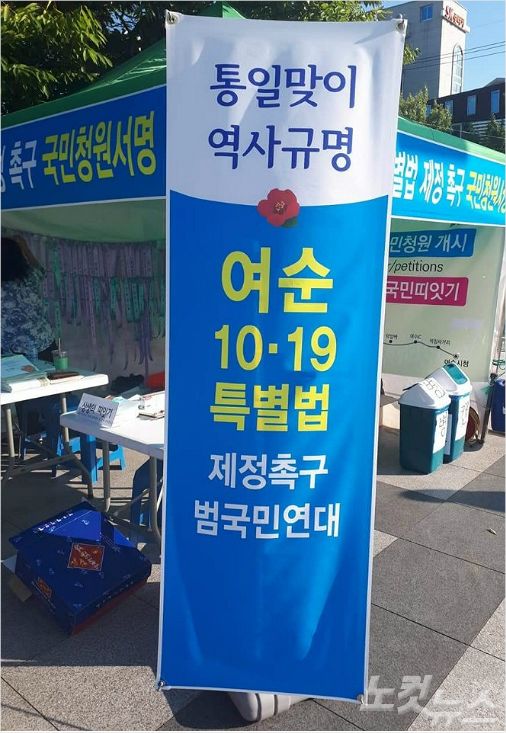 통일맞이
역사규명
여순
10·19
특별법
제정촉구
범국민연대
촉구 국민청원서명
별법 제정 촉구 국민청원서
민청원 개시
/petitions
국민띠잇기
노컷뉴스